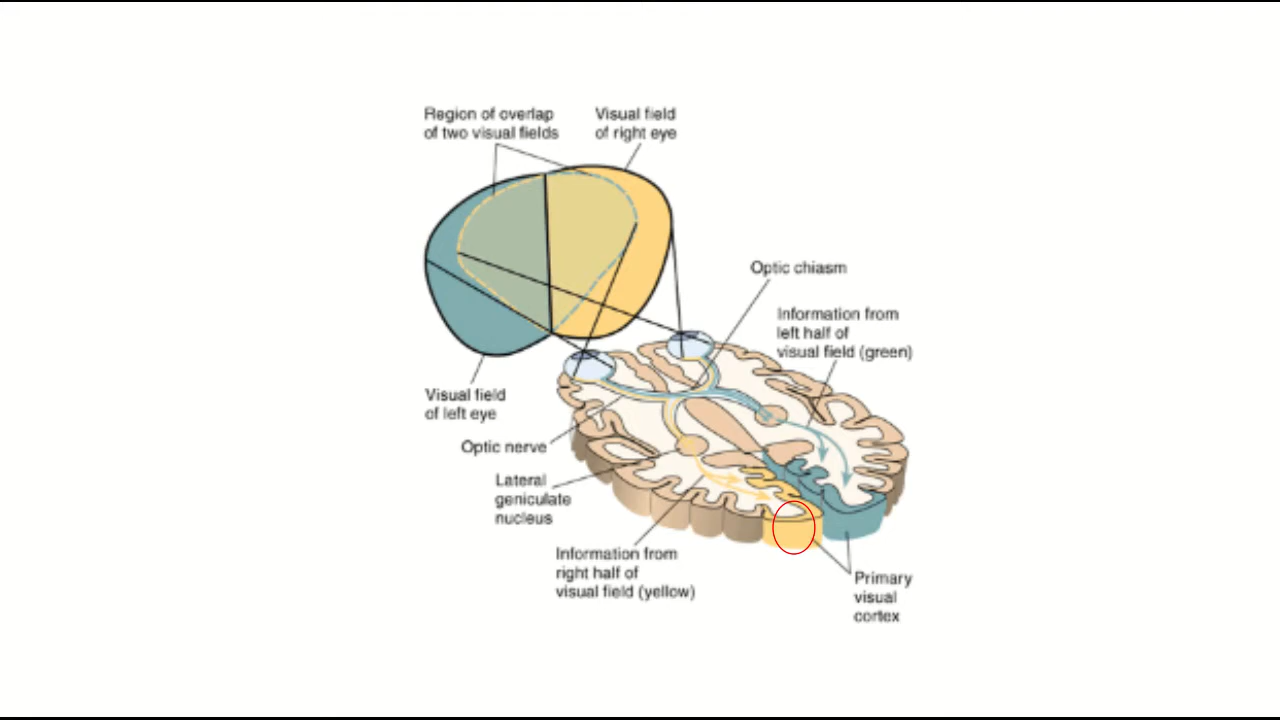 Region of overlap
of two visual fields
Visual field
of right eye
Optic chiasm
Information from
left half of
visual field (green)
Visual field
of left eye
Optic nerve
Lateral
geniculate
nucleus
Information from
right half of
visual field (yellow)
Primary
visual
cortex